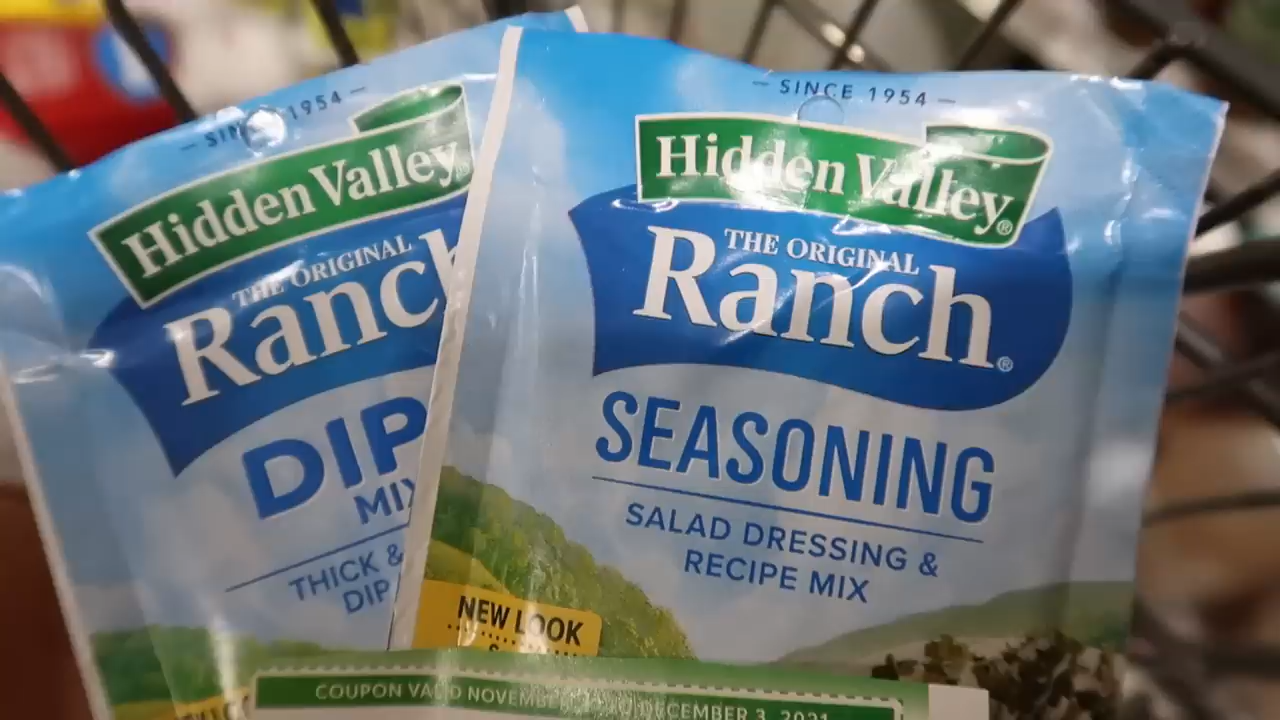 SINCE 1954
Hidden Valley
THE ORIGINAL
Ranch
DIP
MIX
THICK &
DIP
— SINCE 1954 —
Hidden Valley®
THE ORIGINAL
Ranch®
SEASONING
SALAD DRESSING &
RECIPE MIX
NEW LOOK
COUPON VALID NOVEMBER DECEMBER 3, 2021